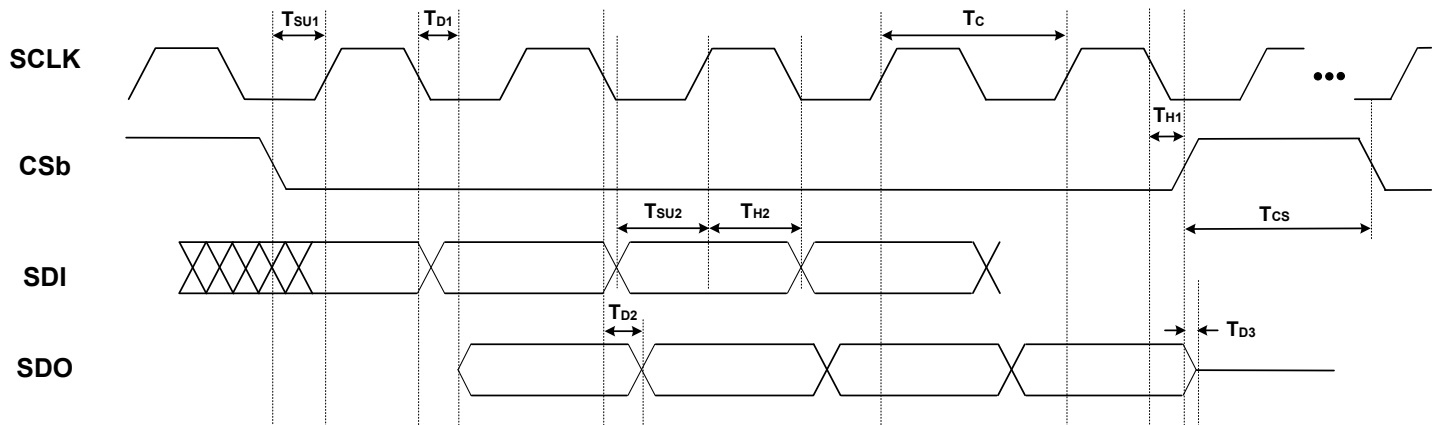 TSU1 TD1 TC
SCLK
•••
TH1
CSb
TSU2 TH2 TCS
SDI
TD2 TD3
SDO